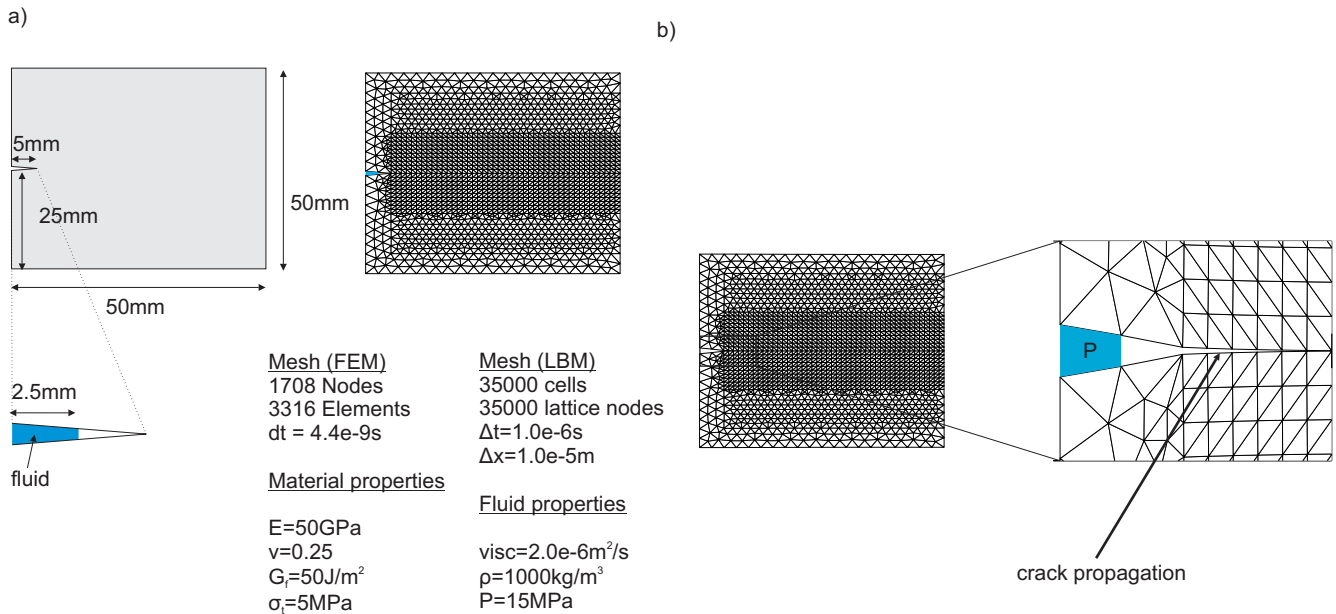 a)
b)
5mm
25mm
50mm
50mm
2.5mm
fluid
Mesh (FEM)
1708 Nodes
3316 Elements
dt = 4.4e-9s
Material properties
E=50GPa
v=0.25
G_f=50J/m²
σ_t=5MPa
Mesh (LBM)
35000 cells
35000 lattice nodes
Δt=1.0e-6s
Δx=1.0e-5m
Fluid properties
visc=2.0e-6m²/s
ρ=1000kg/m³
P=15MPa
P
crack propagation